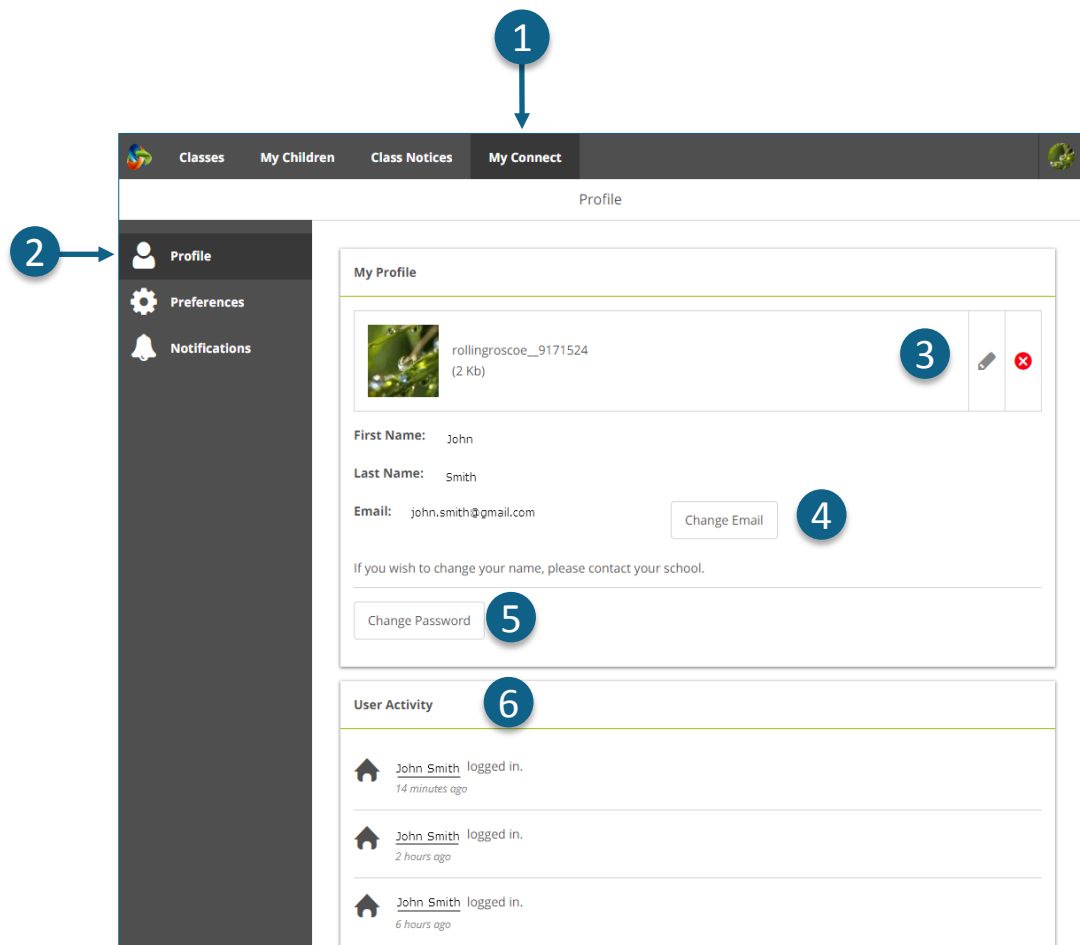 1
Classes My Children Class Notices My Connect
Profile
2
Profile
Preferences
Notifications
My Profile
rollingroscoe__9171524
(2 Kb)
3
First Name: John
Last Name: Smith
Email: john.smith@gmail.com
Change Email
4
If you wish to change your name, please contact your school.
Change Password
5
User Activity
6
John Smith logged in.
14 minutes ago
John Smith logged in.
2 hours ago
John Smith logged in.
6 hours ago